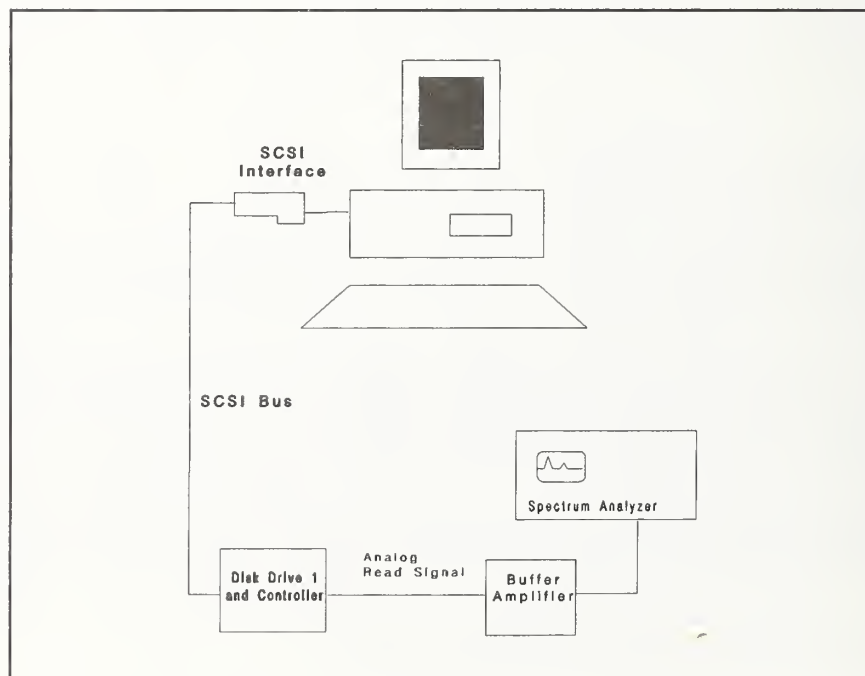 SCSI
Interface
SCSI Bus
Spectrum Analyzer
Analog
Read Signal
Disk Drive 1
and Controller
Buffer
Amplifier